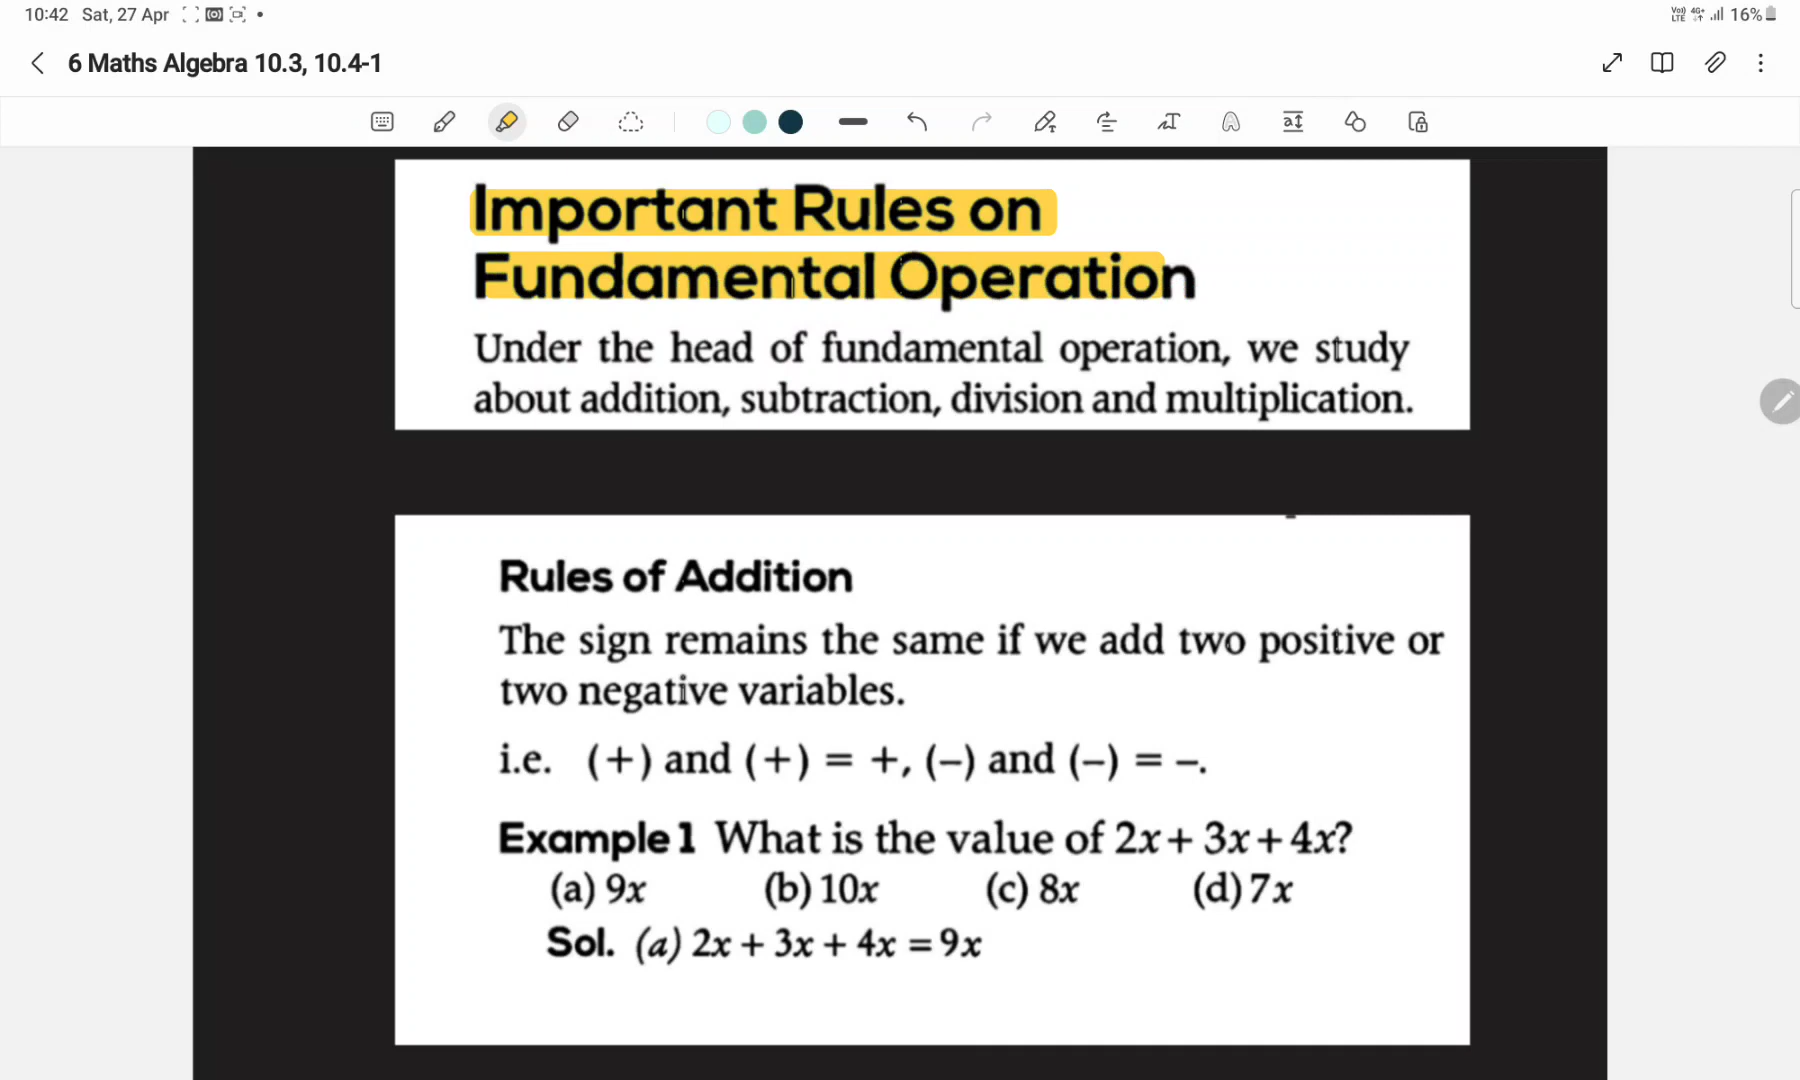 10:42 Sat, 27 Apr
16%
6 Maths Algebra 10.3, 10.4-1
Important Rules on
Fundamental Operation
Under the head of fundamental operation, we study
about addition, subtraction, division and multiplication.
Rules of Addition
The sign remains the same if we add two positive or
two negative variables.
i.e. (+) and (+) = +, (–) and (–) = –.
Example 1 What is the value of 2x + 3x + 4x?
(a) 9x (b) 10x (c) 8x (d) 7x
Sol. (a) 2x + 3x + 4x = 9x